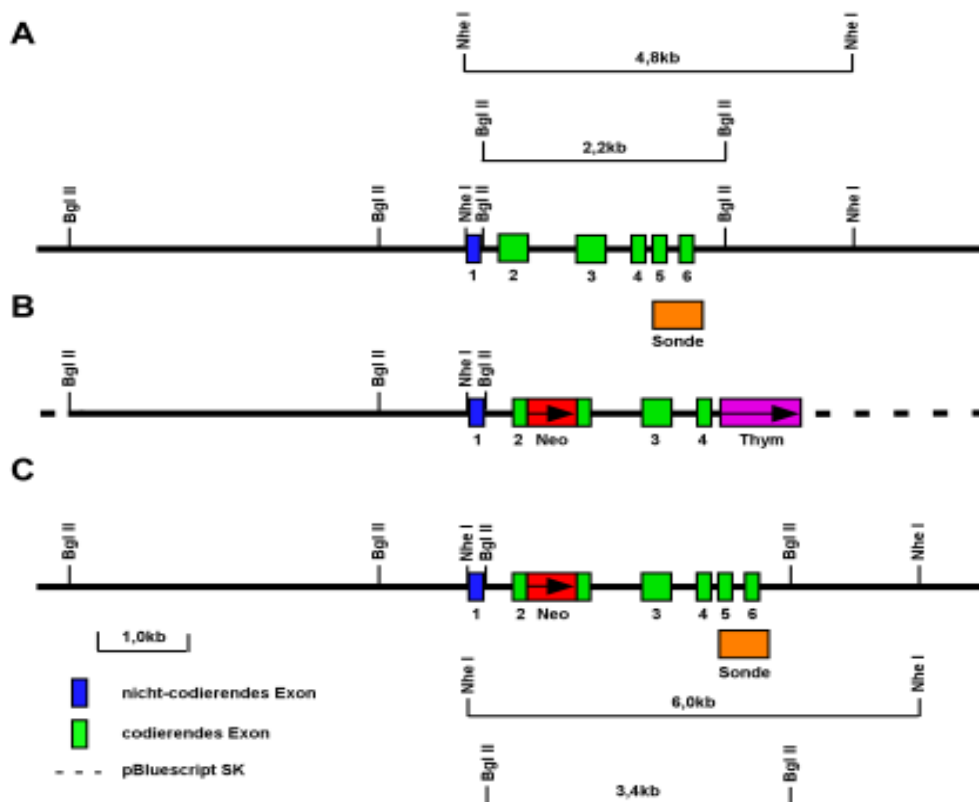 A
Nhe I
Nhe I
4,8kb
Bgl II
Bgl II
2,2kb
Bgl II
Bgl II
Nhe I
Bgl II
Bgl II
Nhe I
1
2
3
4
5
6
Sonde
B
Bgl II
Bgl II
Nhe I
Bgl II
1
2
Neo
3
4
Thym
C
Bgl II
Bgl II
Nhe I
Bgl II
Bgl II
Nhe I
1
2
Neo
3
4
5
6
Sonde
1,0kb
nicht-codierendes Exon
codierendes Exon
pBluescript SK
Nhe I
Nhe I
6,0kb
Bgl II
Bgl II
3,4kb